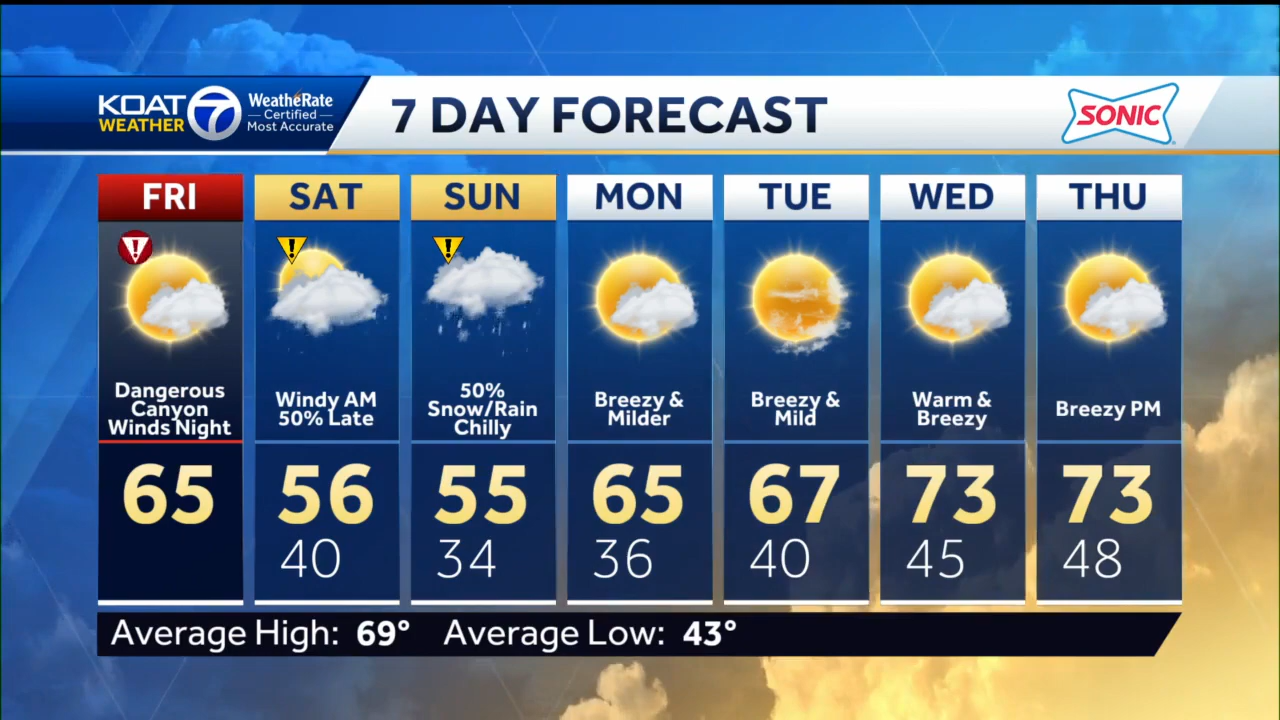 KOAT
WEATHER
7
WeatheRate
Certified
Most Accurate
7 DAY FORECAST
SONIC
FRI
SAT
SUN
MON
TUE
WED
THU
!
!
!
Dangerous
Canyon
Winds Night
Windy AM
50% Late
50%
Snow/Rain
Chilly
Breezy &
Milder
Breezy &
Mild
Warm &
Breezy
Breezy PM
65
56
55
65
67
73
73
40
34
36
40
45
48
Average High: 69° Average Low: 43°